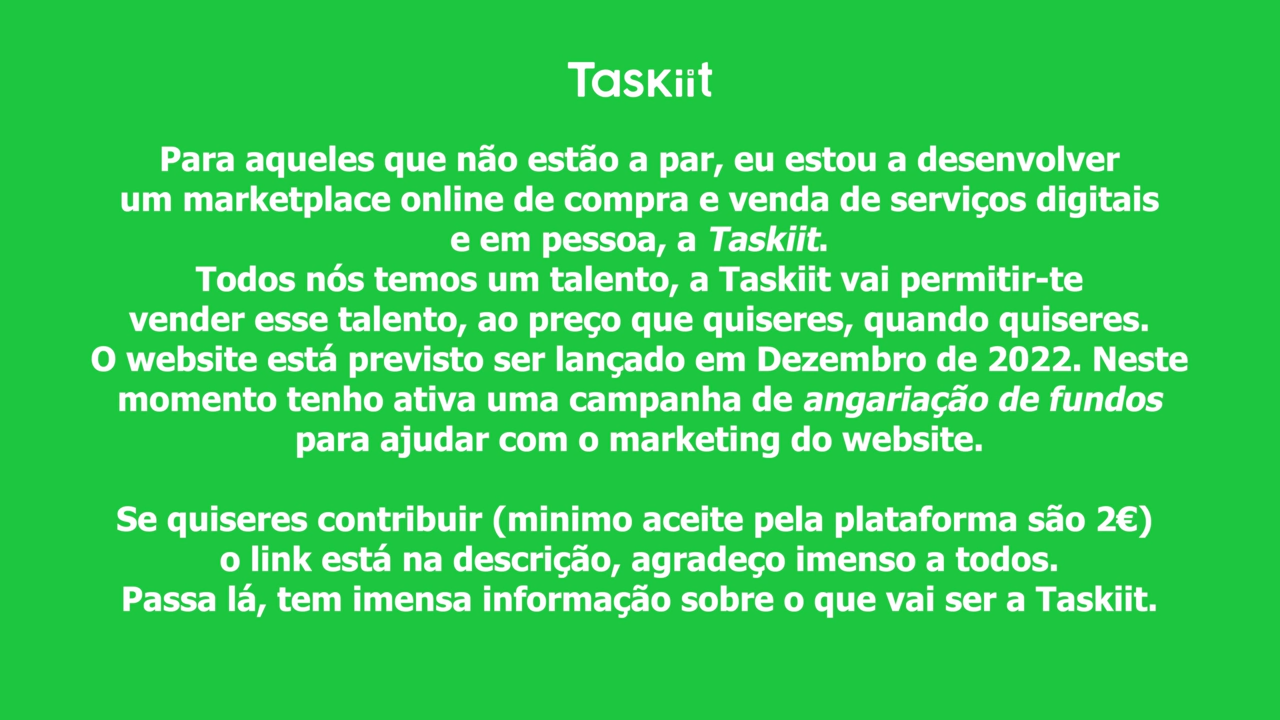 Taskiit
Para aqueles que não estão a par, eu estou a desenvolver
um marketplace online de compra e venda de serviços digitais
e em pessoa, a Taskiit.
Todos nós temos um talento, a Taskiit vai permitir-te
vender esse talento, ao preço que quiseres, quando quiseres.
O website está previsto ser lançado em Dezembro de 2022. Neste
momento tenho ativa uma campanha de angariação de fundos
para ajudar com o marketing do website.
Se quiseres contribuir (minimo aceite pela plataforma são 2€)
o link está na descrição, agradeço imenso a todos.
Passa lá, tem imensa informação sobre o que vai ser a Taskiit.